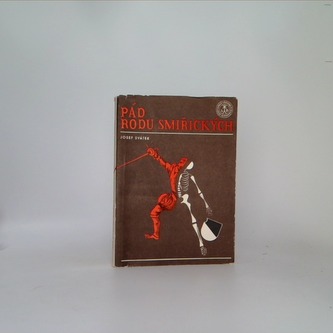 PÁD
RODU SMIŘICKÝCH
JOSEF SVÁTEK